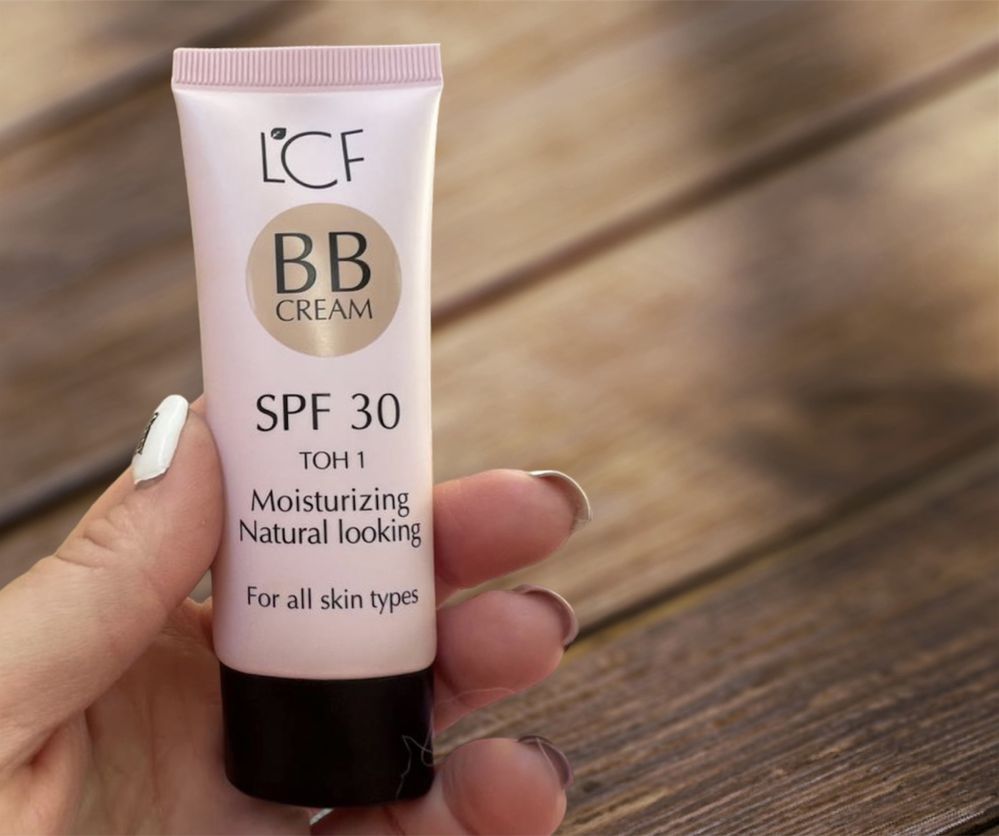 L'CF
BB
CREAM
SPF 30
ТОН 1
Moisturizing
Natural looking
For all skin types